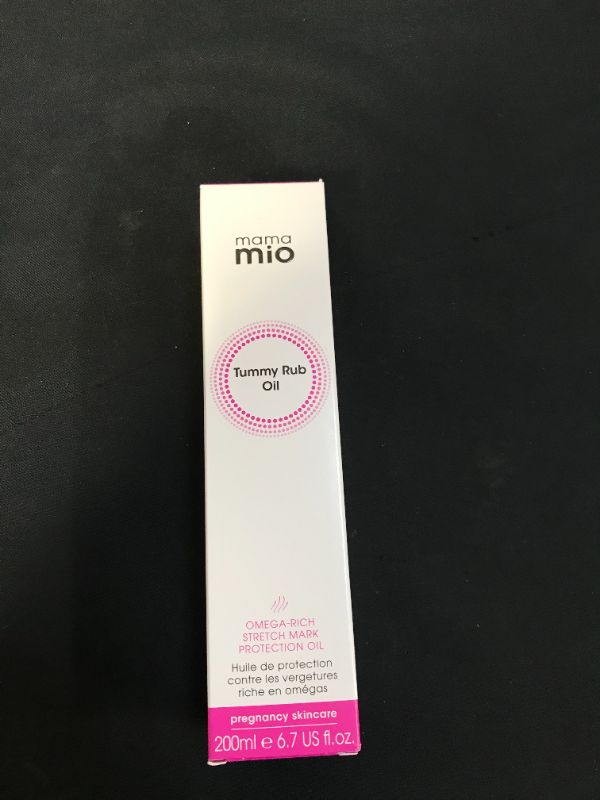 mama
mio
Tummy Rub
Oil
OMEGA-RICH
STRETCH MARK
PROTECTION OIL
Huile de protection
contre les vergetures
riche en omégas
pregnancy skincare
200ml e 6.7 US fl.oz.